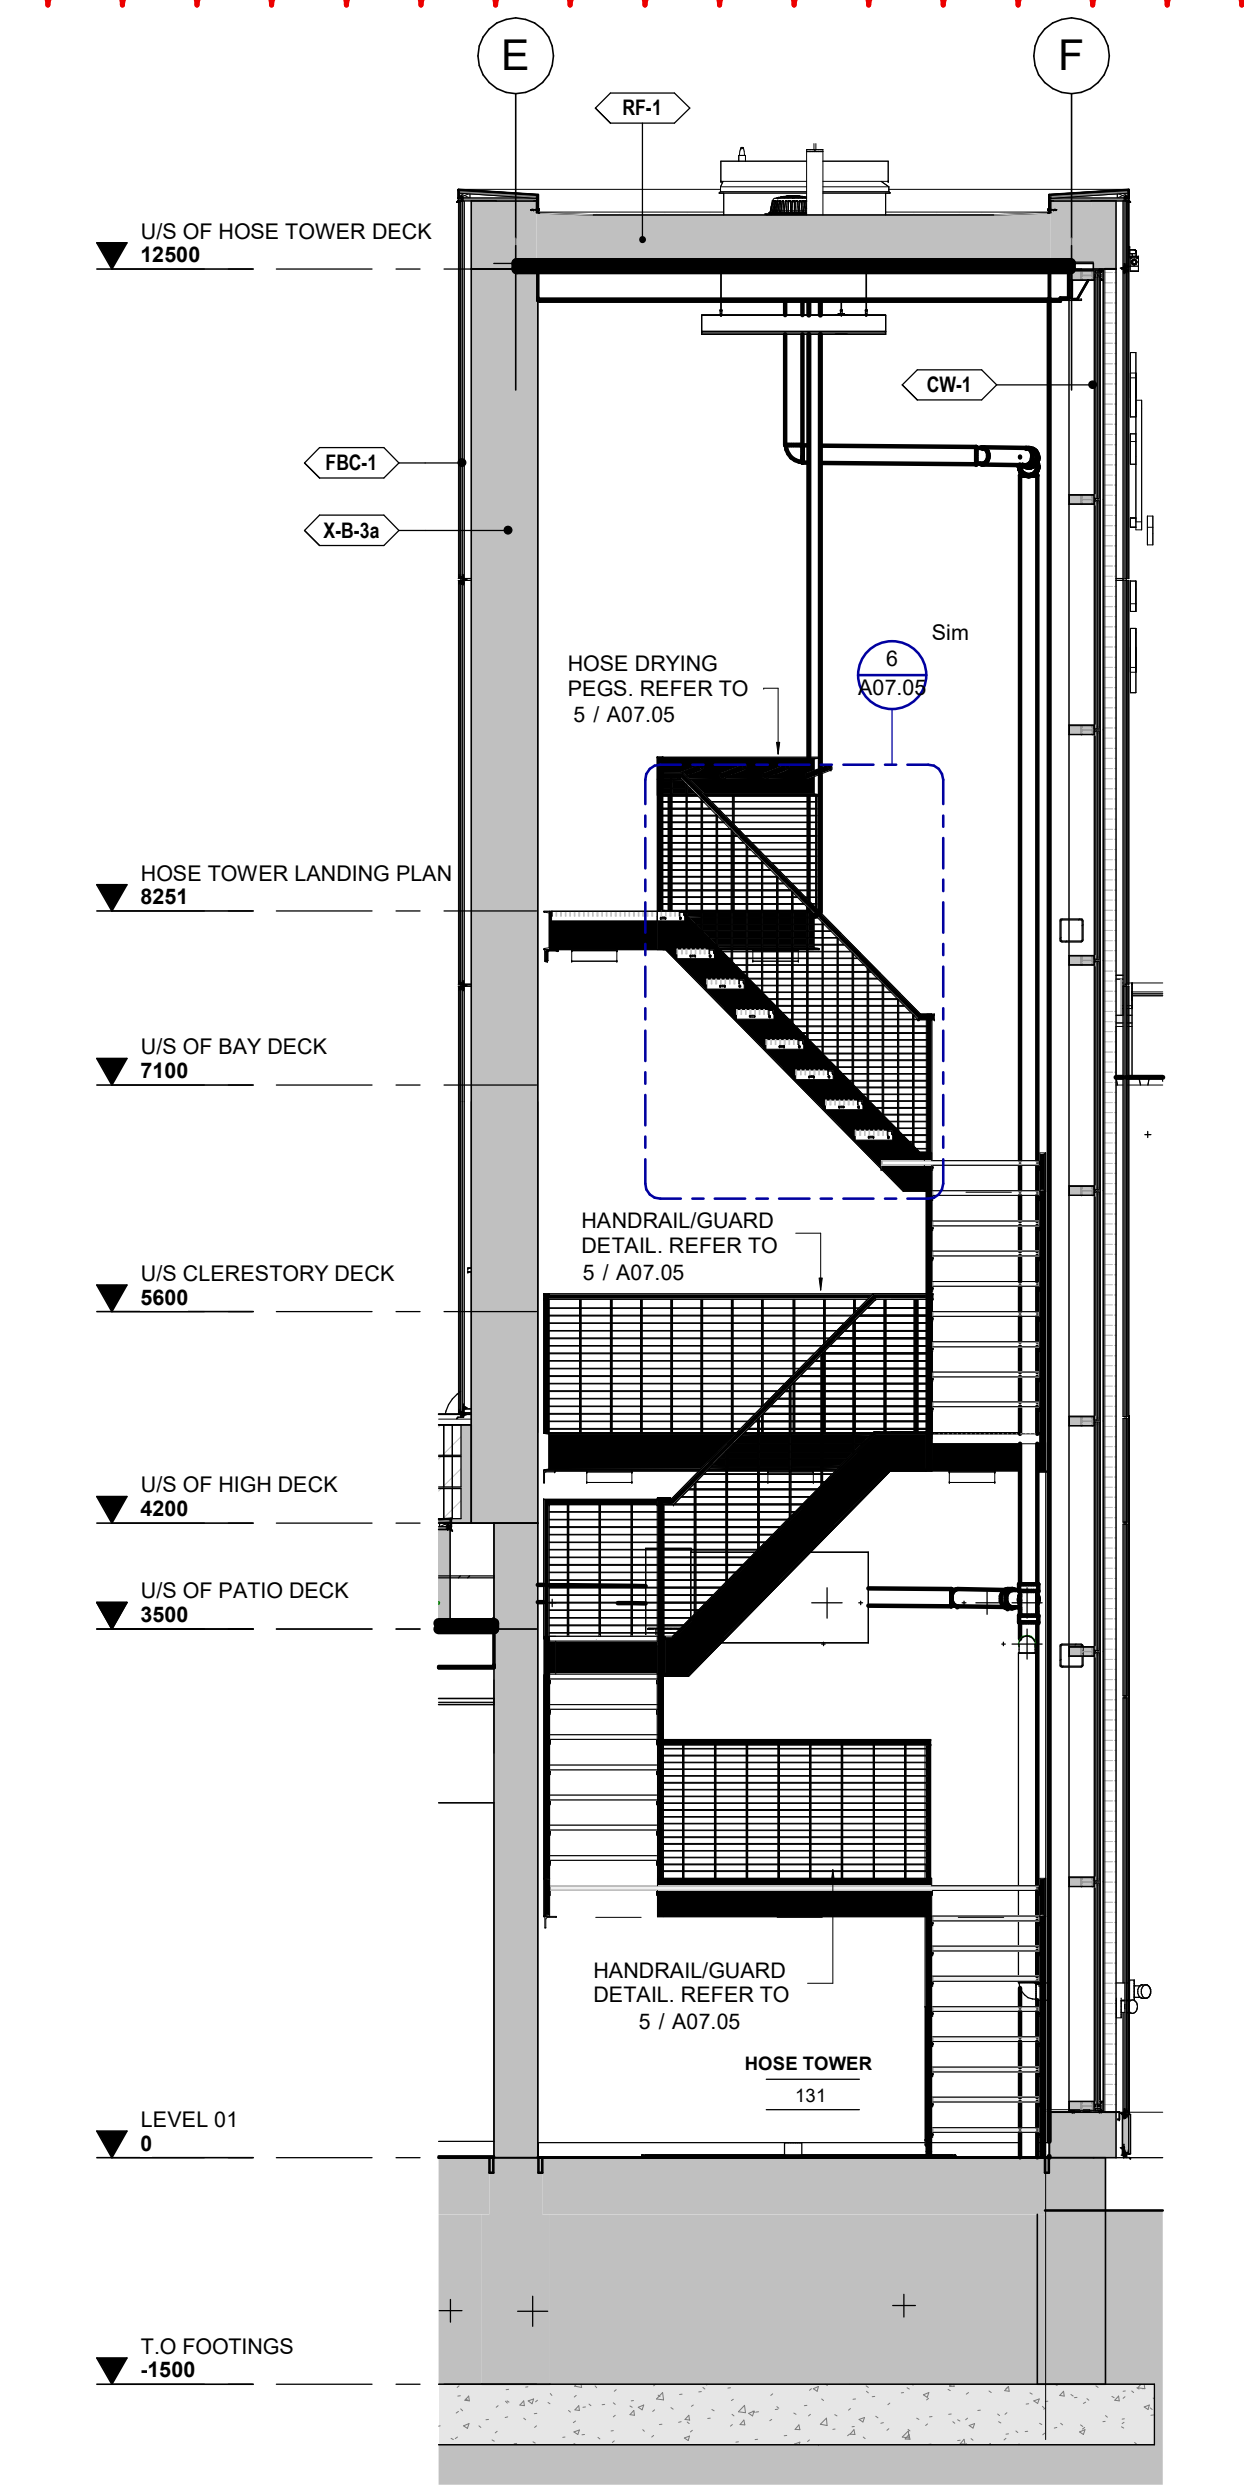 E
F
RF-1
U/S OF HOSE TOWER DECK
12500
CW-1
FBC-1
X-B-3a
Sim
6
A07.05
HOSE DRYING
PEGS. REFER TO
5 / A07.05
HOSE TOWER LANDING PLAN
8251
U/S OF BAY DECK
7100
HANDRAIL/GUARD
DETAIL. REFER TO
5 / A07.05
U/S CLERESTORY DECK
5600
U/S OF HIGH DECK
4200
U/S OF PATIO DECK
3500
HANDRAIL/GUARD
DETAIL. REFER TO
5 / A07.05
HOSE TOWER
131
LEVEL 01
0
T.O FOOTINGS
-1500